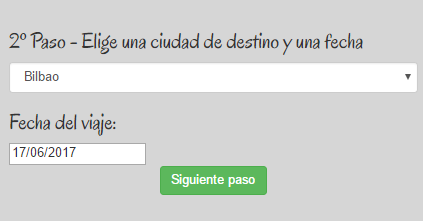 2º Paso - Elige una ciudad de destino y una fecha
Bilbao
Fecha del viaje:
17/06/2017
Siguiente paso